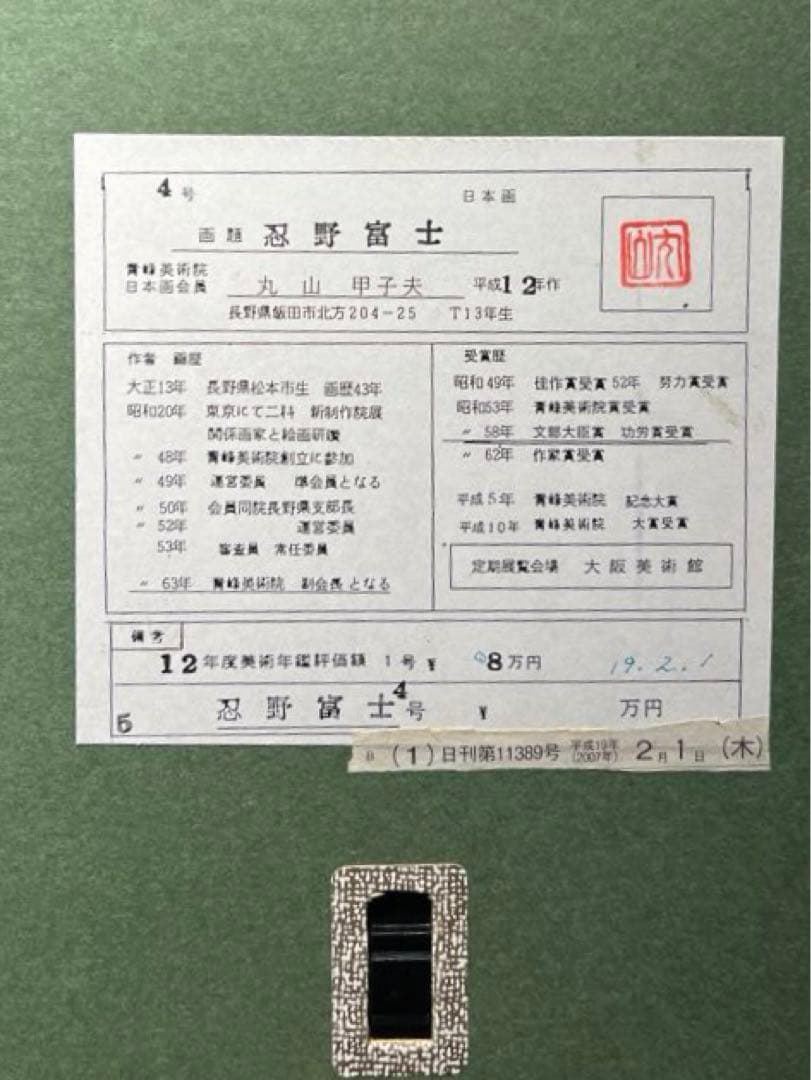 4号 日本画
画題 忍野富士
青峰美術院
日本画会員 丸山 甲子夫 平成12年作
長野県飯田市北方204-25 T13年生
丸山
作者 画歴
大正13年 長野県松本市生 画歴43年
昭和20年 東京にて二科 新制作院展
関係画家と絵画研鑽
〃 48年 青峰美術院創立に参加
〃 49年 運営委員 準会員となる
〃 50年 会員同院長野県支部長
〃 52年 運営委員
53年 審査員 常任委員
〃 63年 青峰美術院 副会長となる
受賞歴
昭和49年 佳作賞受賞 52年 努力賞受賞
昭和53年 青峰美術院賞受賞
〃 58年 文部大臣賞 功労賞受賞
〃 62年 作家賞受賞
平成5年 青峰美術院 記念大賞
平成10年 青峰美術院 大賞受賞
定期展覧会場 大阪美術館
備考
12年度美術年鑑評価額 1号 ¥ 8万円 19.2.1
5 忍野富士4号 ¥ 万円
B (1) 日刊第11389号 平成19年(2007年) 2月1日 (木)